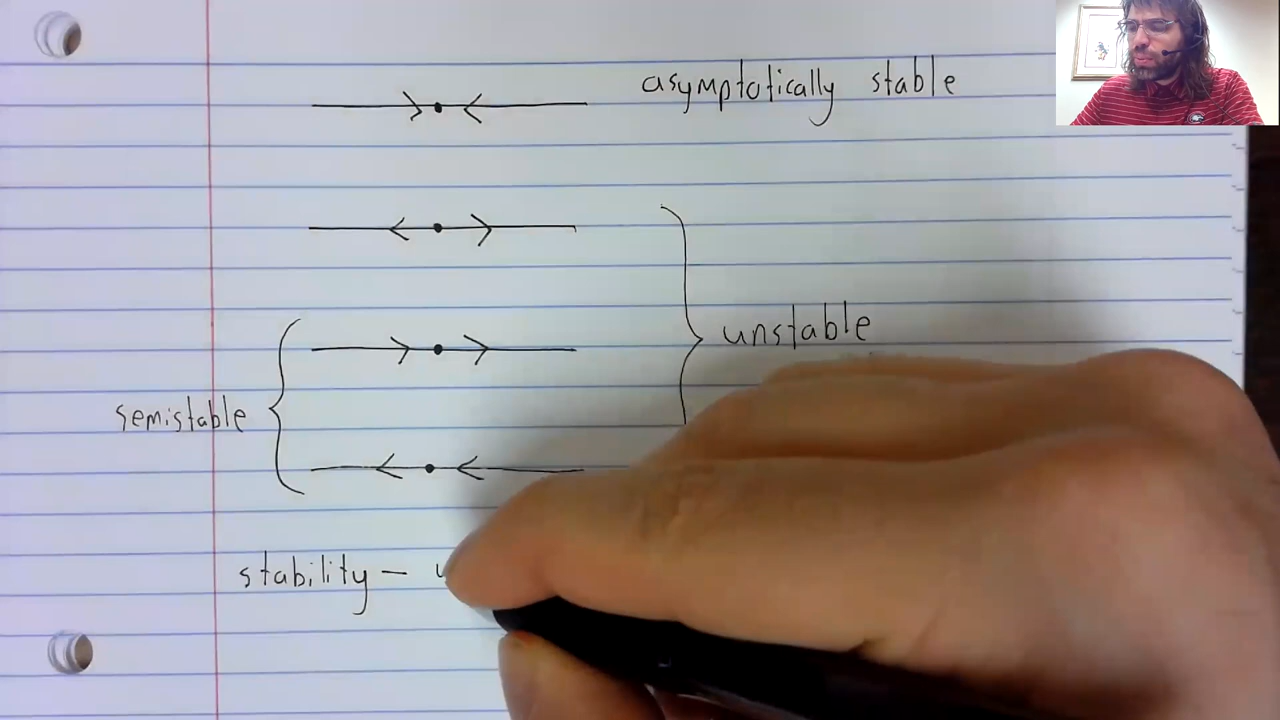 asymptotically stable
unstable
semistable
stability –